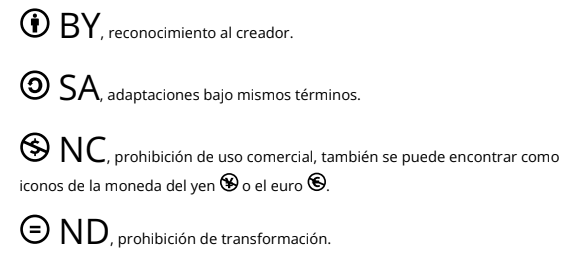 BY, reconocimiento al creador.
SA, adaptaciones bajo mismos términos.
NC, prohibición de uso comercial, también se puede encontrar como
iconos de la moneda del yen o el euro .
ND, prohibición de transformación.